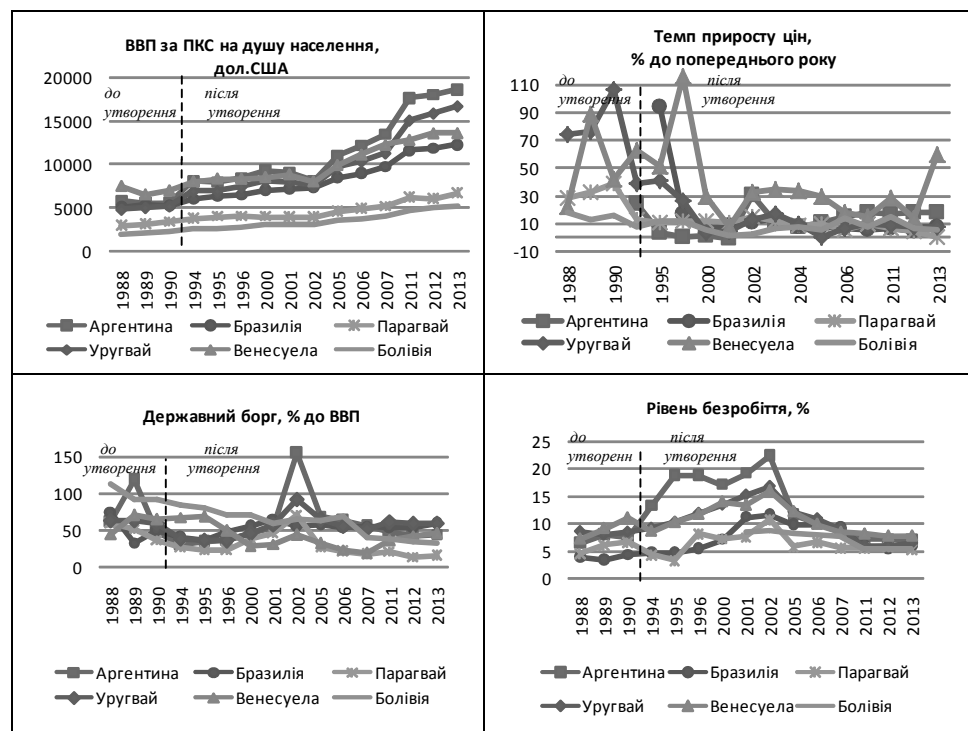 ВВП за ПКС на душу населення,
дол.США
20000
15000
10000
5000
0
до
утворення
після
утворення
1988
1989
1990
1994
1995
1996
2000
2001
2002
2005
2006
2007
2011
2012
2013
Аргентина
Бразилія
Парагвай
Уругвай
Венесуела
Болівія
Темп приросту цін,
% до попереднього року
110
90
70
50
30
10
-10
до
утворення
після
утворення
1988
1990
1995
2000
2002
2004
2006
2011
2013
Аргентина
Бразилія
Парагвай
Уругвай
Венесуела
Болівія
Державний борг, % до ВВП
150
100
50
0
до
утворення
після
утворення
1988
1989
1990
1994
1995
1996
2000
2001
2002
2005
2006
2007
2011
2012
2013
Аргентина
Бразилія
Парагвай
Уругвай
Венесуела
Болівія
Рівень безробіття, %
25
20
15
10
5
0
до
утворенн
після
утворення
1988
1989
1990
1994
1995
1996
2000
2001
2002
2005
2006
2007
2011
2012
2013
Аргентина
Бразилія
Парагвай
Уругвай
Венесуела
Болівія